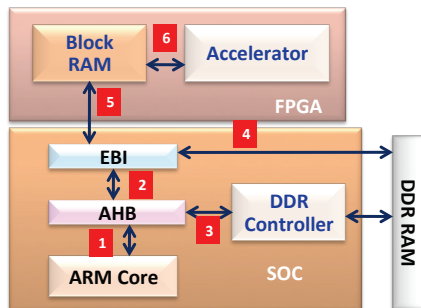 Block
RAM
6
Accelerator
5
FPGA
4
EBI
2
AHB
DDR
Controller
1
3
ARM Core
SOC
DDR RAM